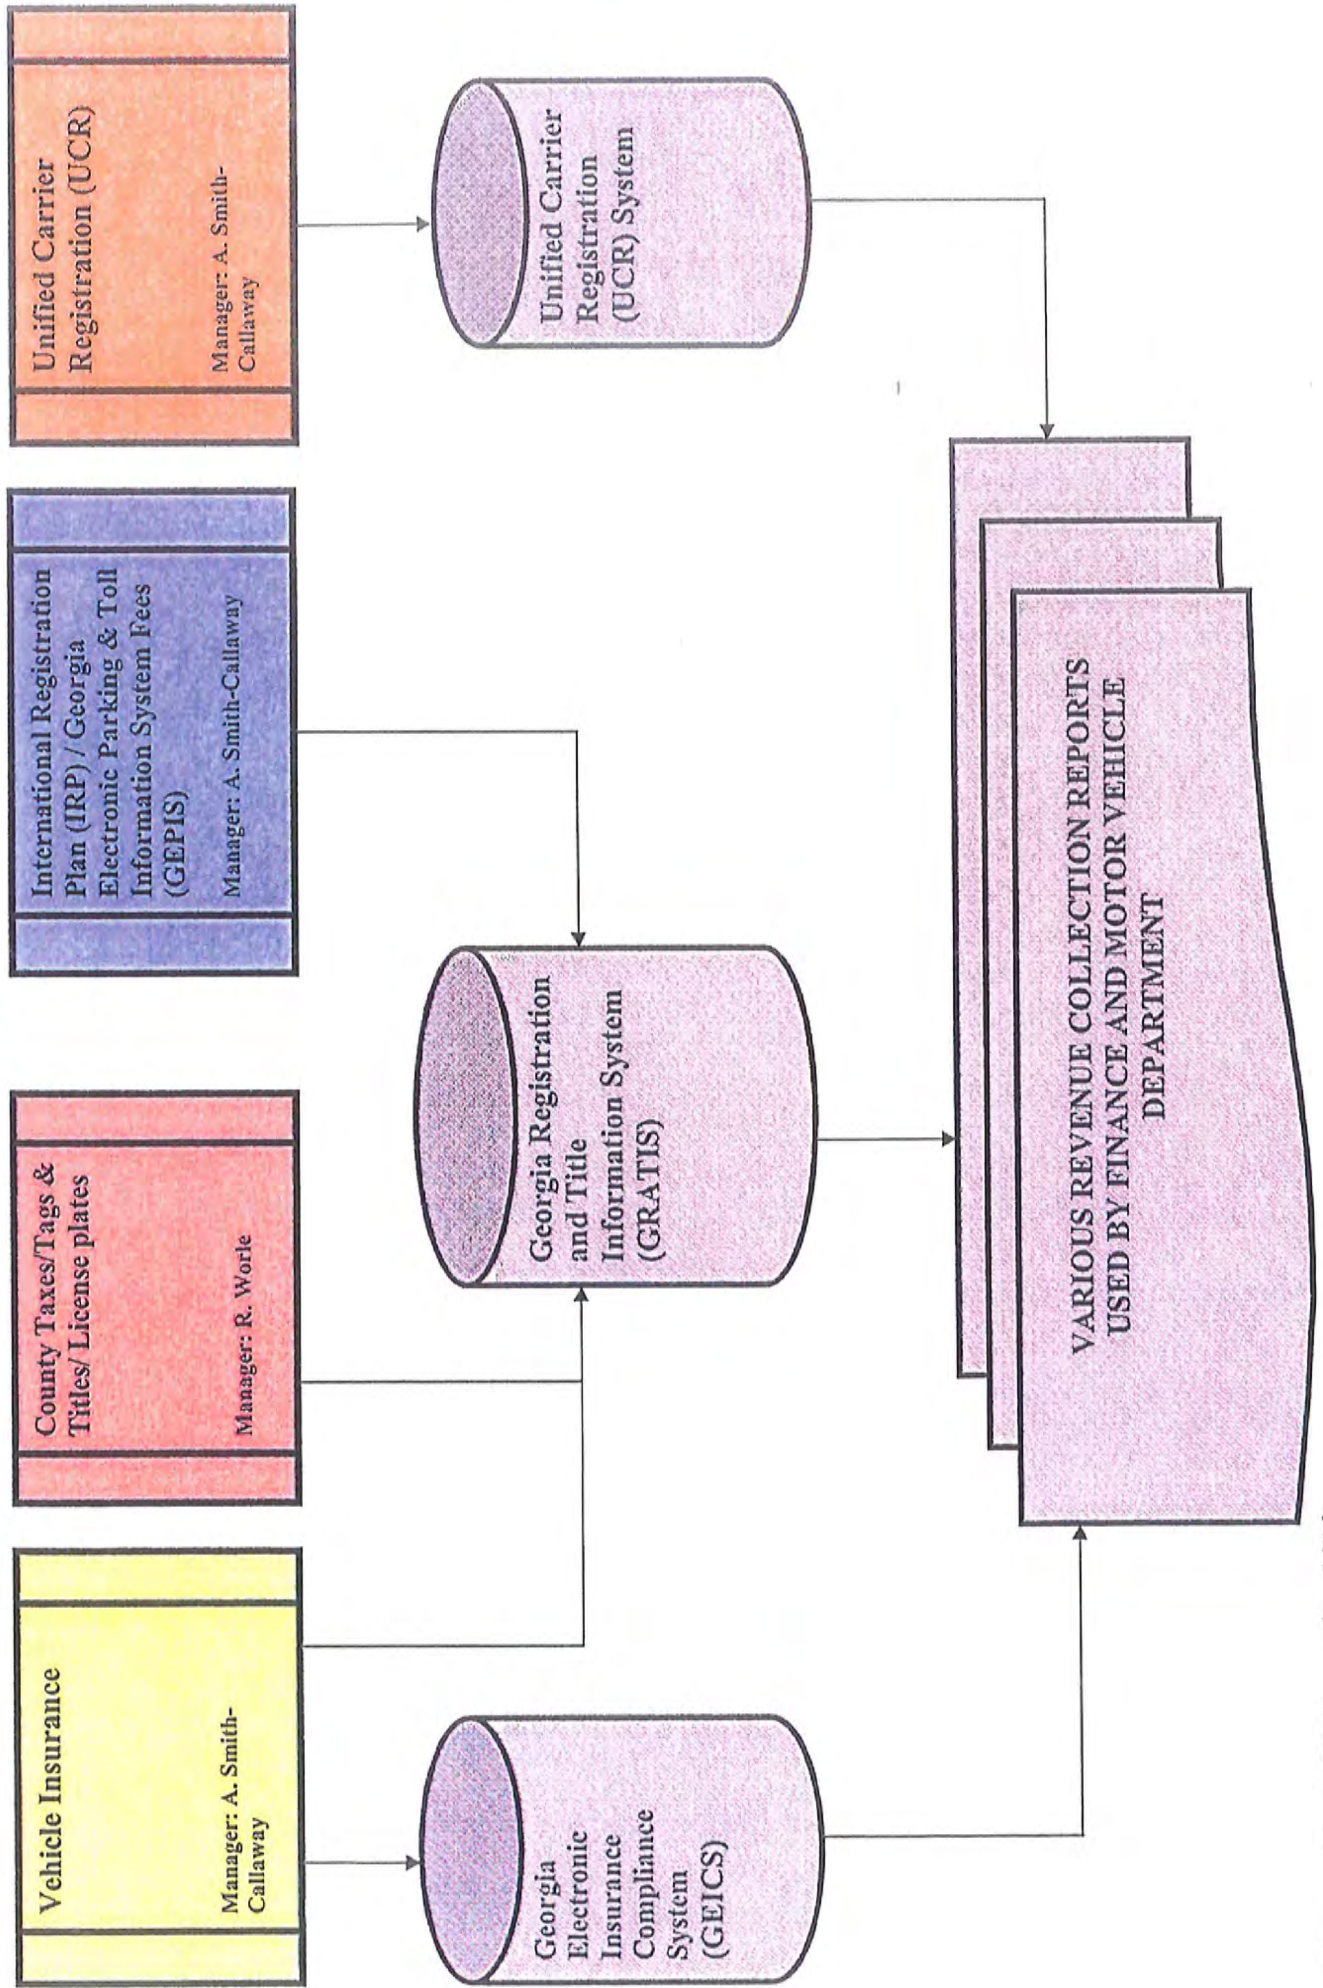 Vehicle Insurance
Manager: A. Smith-
Callaway
County Taxes/Tags &
Titles/ License plates
Manager: R. Worle
International Registration
Plan (IRP) / Georgia
Electronic Parking & Toll
Information System Fees
(GEPIS)
Manager: A. Smith-Callaway
Unified Carrier
Registration (UCR)
Manager: A. Smith-
Callaway
Georgia
Electronic
Insurance
Compliance
System
(GEICS)
Georgia Registration
and Title
Information System
(GRATIS)
Unified Carrier
Registration
(UCR) System
VARIOUS REVENUE COLLECTION REPORTS
USED BY FINANCE AND MOTOR VEHICLE
DEPARTMENT